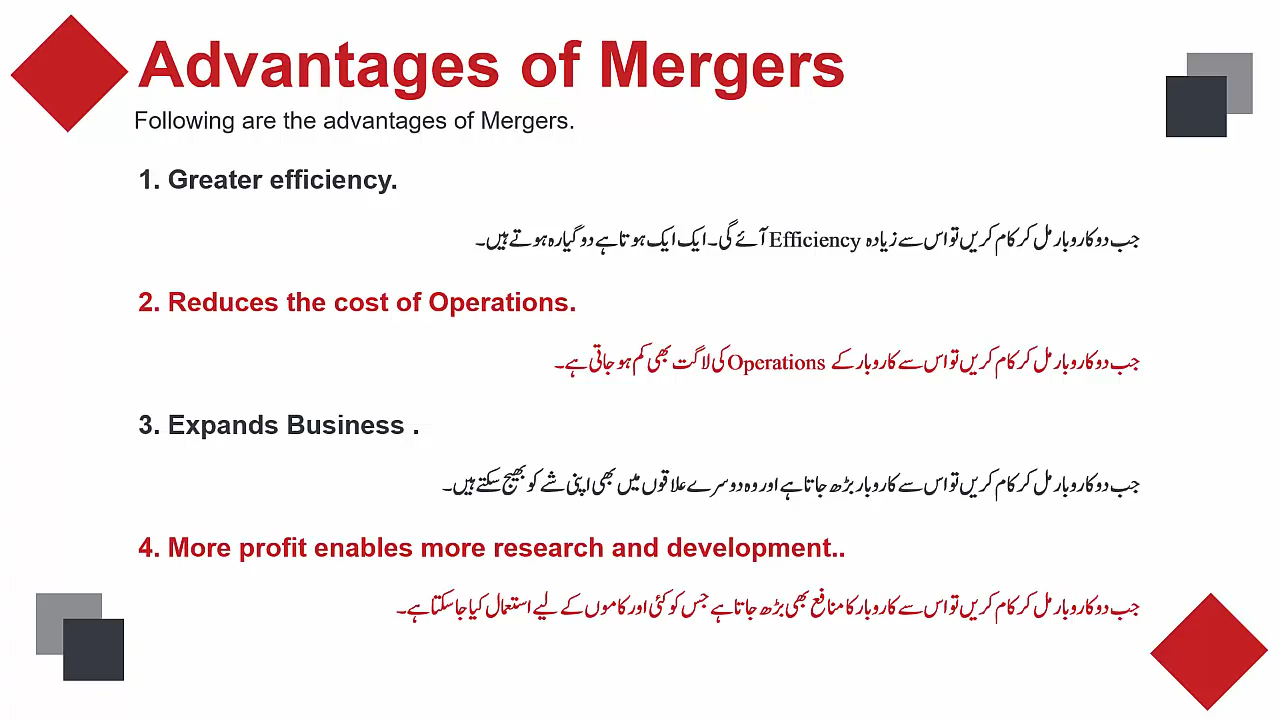 Advantages of Mergers
Following are the advantages of Mergers.
1. Greater efficiency.
جب دو کاروبار مل کر کام کریں تو اس سے زیادہ Efficiency آئے گی۔ ایک ایک ہوتا ہے دو گیارہ ہوتے ہیں۔
2. Reduces the cost of Operations.
جب دو کاروبار مل کر کام کریں تو اس سے کاروبار کے Operations کی لاگت بھی کم ہو جاتی ہے۔
3. Expands Business .
جب دو کاروبار مل کر کام کریں تو اس سے کاروبار بڑھ جاتا ہے اور وہ دوسرے علاقوں میں بھی اپنی شے کو بھیج سکتے ہیں۔
4. More profit enables more research and development..
جب دو کاروبار مل کر کام کریں تو اس سے کاروبار کا منافع بھی بڑھ جاتا ہے جس کو کئی اور کاموں کے لیے استعمال کیا جا سکتا ہے۔